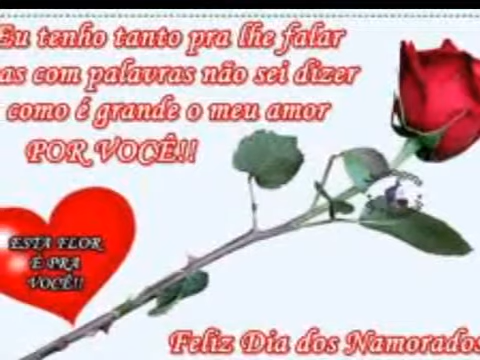 Eu tenho tanto pra lhe falar
as com palavras não sei dizer
como é grande o meu amor
POR VOCÊ!!
ESTA FLOR
É PRA
VOCÊ!!
Feliz Dia dos Namorados